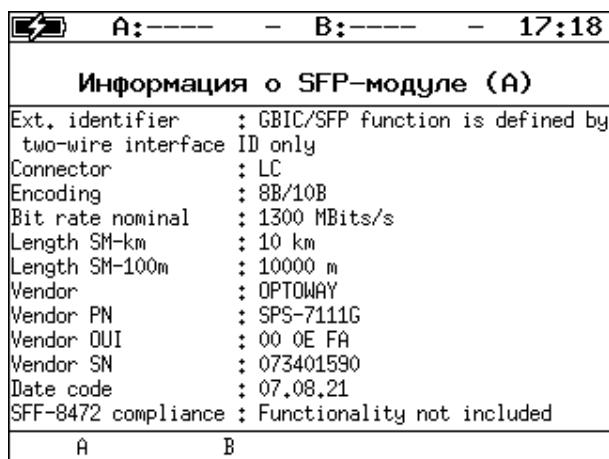 A:---- - B:---- - 17:18
Информация о SFP-модуле (A)
Ext. identifier : GBIC/SFP function is defined by
two-wire interface ID only
Connector : LC
Encoding : 8B/10B
Bit rate nominal : 1300 MBits/s
Length SM-km : 10 km
Length SM-100m : 10000 m
Vendor : OPTOWAY
Vendor PN : SPS-7111G
Vendor OUI : 00 0E FA
Vendor SN : 073401590
Date code : 07.08.21
SFF-8472 compliance : Functionality not included
A B